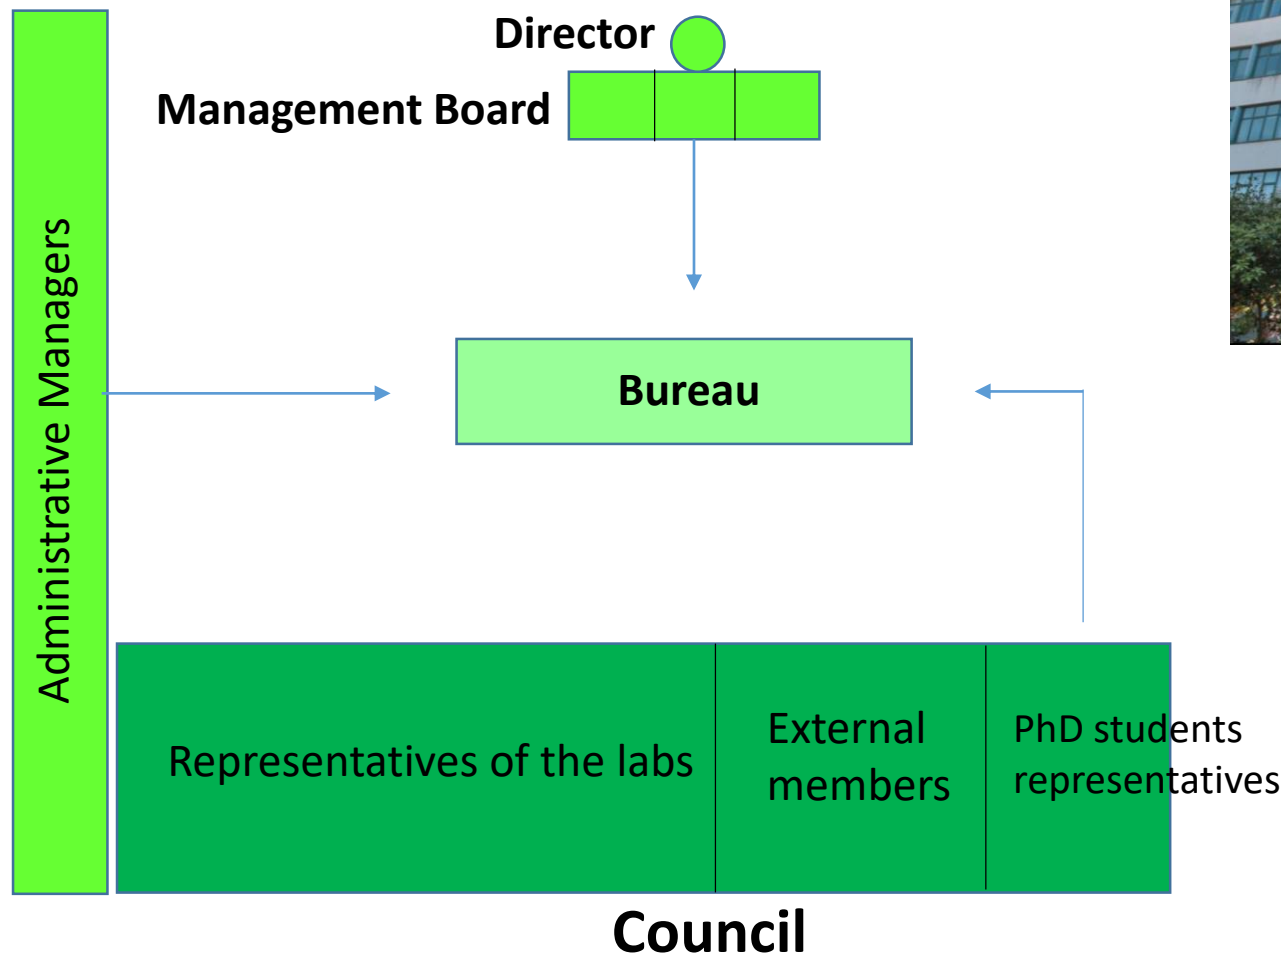 Director
Management Board
Administrative Managers
Bureau
Representatives of the labs
External
members
PhD students
representatives
Council